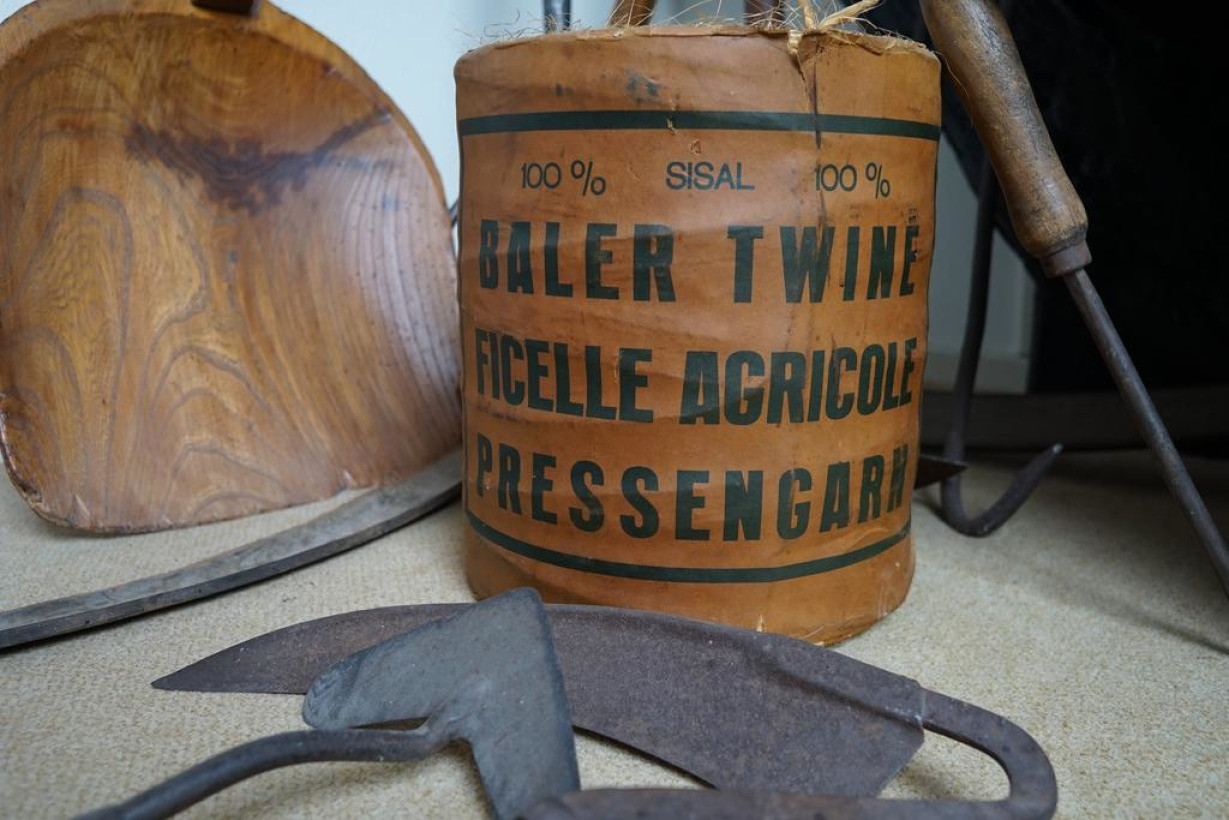 100 % SISAL 100 %
BALER TWINE
FICELLE AGRICOLE
PRESSENGARN